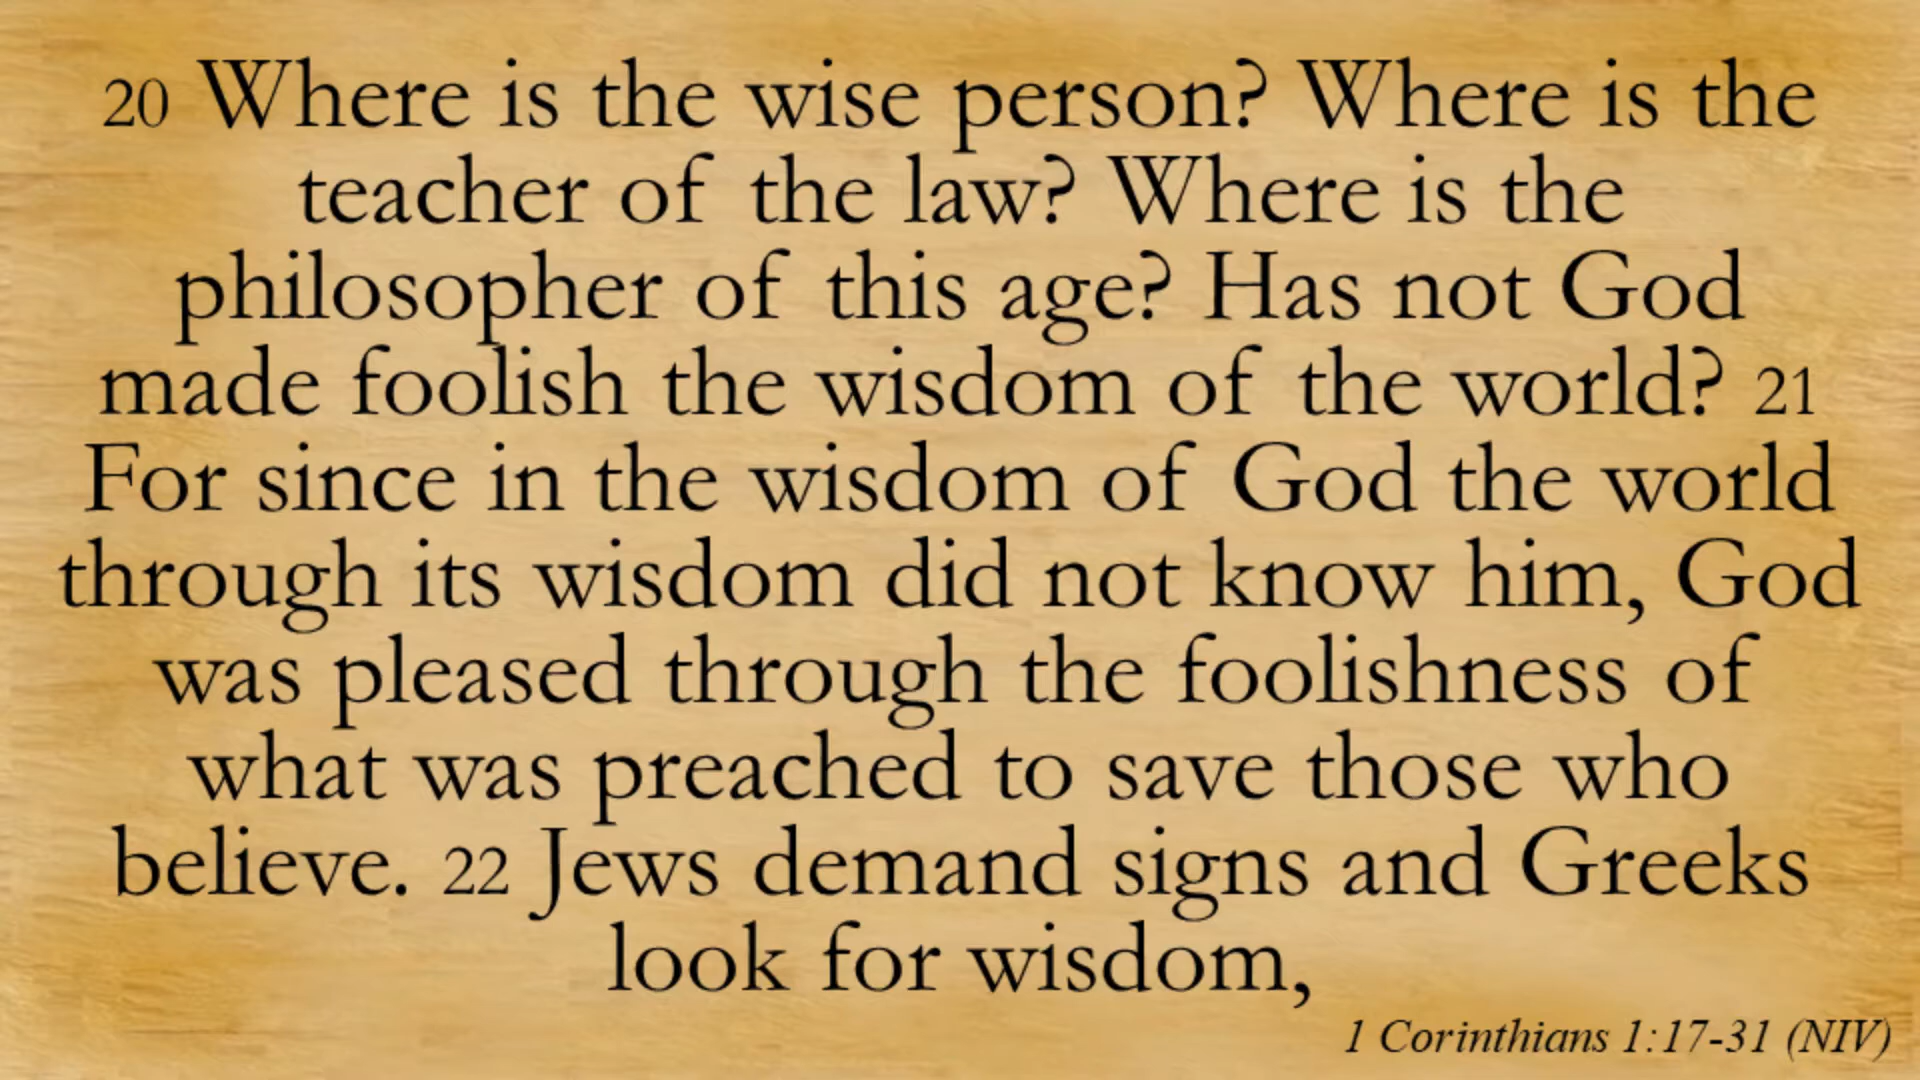 20 Where is the wise person? Where is the
teacher of the law? Where is the
philosopher of this age? Has not God
made foolish the wisdom of the world? 21
For since in the wisdom of God the world
through its wisdom did not know him, God
was pleased through the foolishness of
what was preached to save those who
believe. 22 Jews demand signs and Greeks
look for wisdom,
1 Corinthians 1:17-31 (NIV)